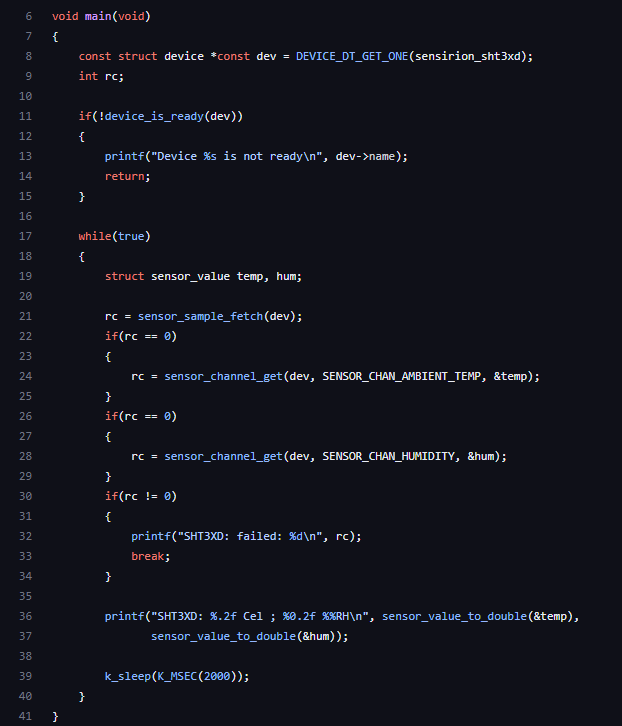 6 void main(void)
7 {
8     const struct device *const dev = DEVICE_DT_GET_ONE(sensirion_sht3xd);
9     int rc;
10
11     if(!device_is_ready(dev))
12     {
13         printf("Device %s is not ready\n", dev->name);
14         return;
15     }
16
17     while(true)
18     {
19         struct sensor_value temp, hum;
20
21         rc = sensor_sample_fetch(dev);
22         if(rc == 0)
23         {
24             rc = sensor_channel_get(dev, SENSOR_CHAN_AMBIENT_TEMP, &temp);
25         }
26         if(rc == 0)
27         {
28             rc = sensor_channel_get(dev, SENSOR_CHAN_HUMIDITY, &hum);
29         }
30         if(rc != 0)
31         {
32             printf("SHT3XD: failed: %d\n", rc);
33             break;
34         }
35
36         printf("SHT3XD: %.2f Cel ; %0.2f %%RH\n", sensor_value_to_double(&temp),
37                sensor_value_to_double(&hum));
38
39         k_sleep(K_MSEC(2000));
40     }
41 }